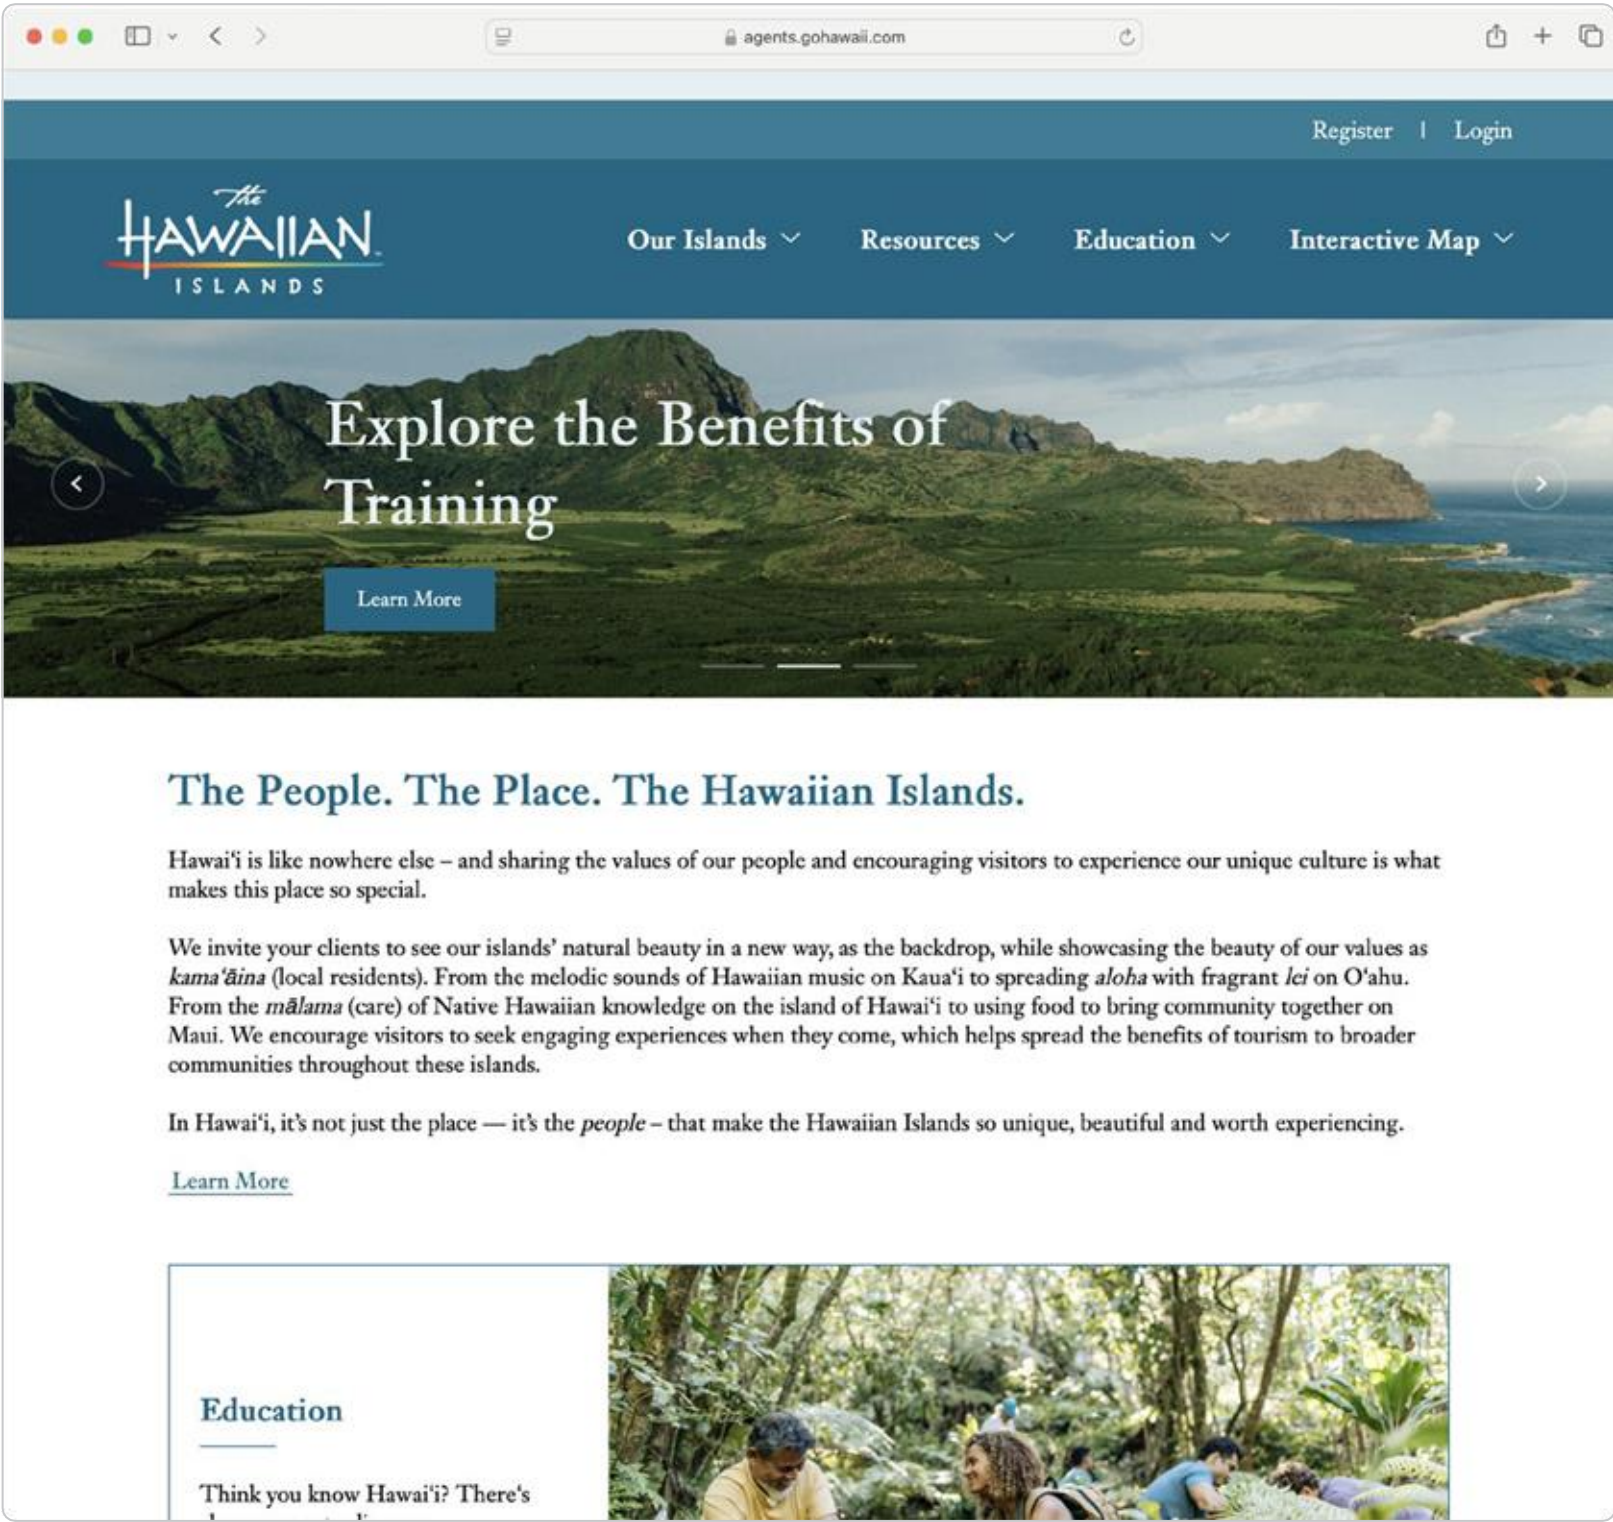 agents.gohawaii.com
Register | Login
The
HAWAIIAN
ISLANDS
Our Islands
Resources
Education
Interactive Map
Explore the Benefits of
Training
Learn More
The People. The Place. The Hawaiian Islands.
Hawaiʻi is like nowhere else – and sharing the values of our people and encouraging visitors to experience our unique culture is what
makes this place so special.
We invite your clients to see our islands’ natural beauty in a new way, as the backdrop, while showcasing the beauty of our values as
kamaʻāina (local residents). From the melodic sounds of Hawaiian music on Kauaʻi to spreading aloha with fragrant lei on Oʻahu.
From the mālama (care) of Native Hawaiian knowledge on the island of Hawaiʻi to using food to bring community together on
Maui. We encourage visitors to seek engaging experiences when they come, which helps spread the benefits of tourism to broader
communities throughout these islands.
In Hawaiʻi, it’s not just the place — it’s the people – that make the Hawaiian Islands so unique, beautiful and worth experiencing.
Learn More
Education
Think you know Hawaiʻi? There's